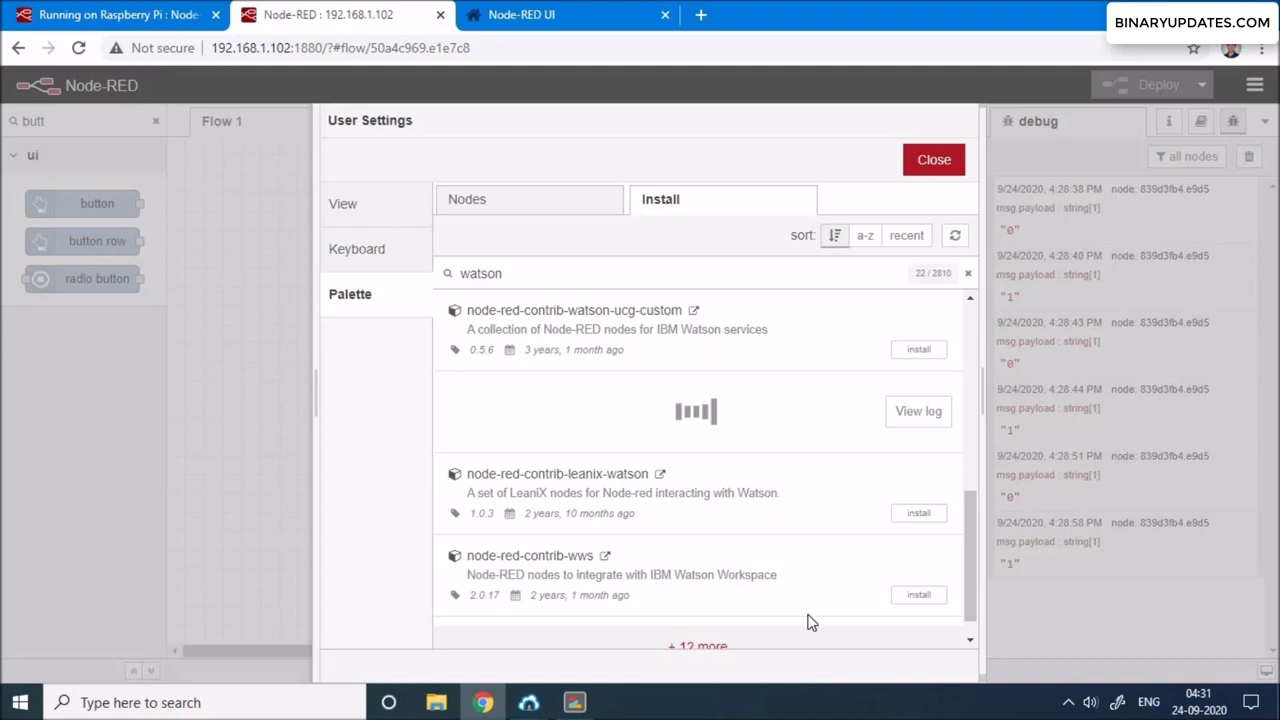 Running on Raspberry Pi : Node-
Node-RED : 192.168.1.102
Node-RED UI
BINARYUPDATES.COM
Not secure
192.168.1.102:1880/?#flow/50a4c969.e1e7c8
Node-RED
Deploy
butt
Flow 1
ui
button
button row
radio button
User Settings
Close
View
Keyboard
Palette
Nodes
Install
sort:
a-z
recent
watson
22 / 2810
node-red-contrib-watson-ucg-custom
A collection of Node-RED nodes for IBM Watson services
0.5.6
3 years, 1 month ago
install
View log
node-red-contrib-leanix-watson
A set of LeaniX nodes for Node-red interacting with Watson.
1.0.3
2 years, 10 months ago
install
node-red-contrib-wws
Node-RED nodes to integrate with IBM Watson Workspace
2.0.17
2 years, 1 month ago
install
+ 12 more
debug
i
all nodes
9/24/2020, 4:28:38 PM node: 839d3fb4.e9d5
msg.payload : string[1]
"0"
9/24/2020, 4:28:40 PM node: 839d3fb4.e9d5
msg.payload : string[1]
"1"
9/24/2020, 4:28:43 PM node: 839d3fb4.e9d5
msg.payload : string[1]
"0"
9/24/2020, 4:28:44 PM node: 839d3fb4.e9d5
msg.payload : string[1]
"1"
9/24/2020, 4:28:51 PM node: 839d3fb4.e9d5
msg.payload : string[1]
"0"
9/24/2020, 4:28:58 PM node: 839d3fb4.e9d5
msg.payload : string[1]
"1"
Type here to search
ENG
04:31
24-09-2020